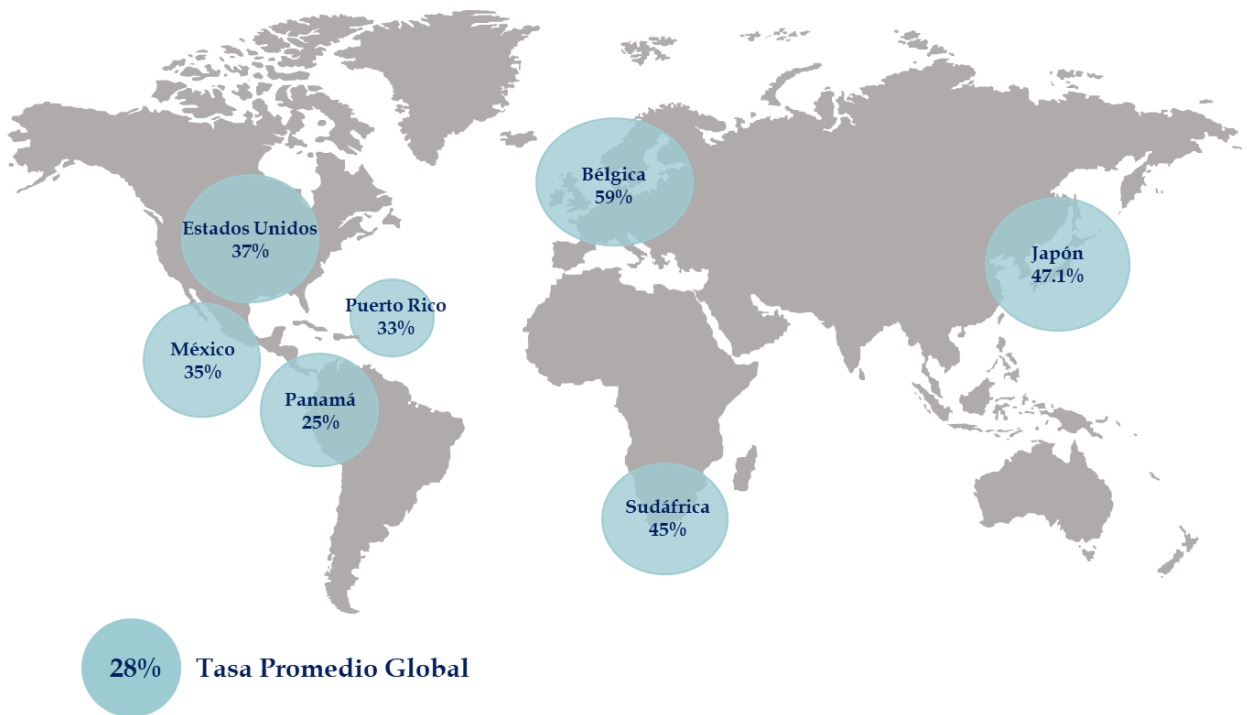 Bélgica
59%
Estados Unidos
37%
Japón
47.1%
Puerto Rico
33%
México
35%
Panamá
25%
Sudáfrica
45%
28% Tasa Promedio Global